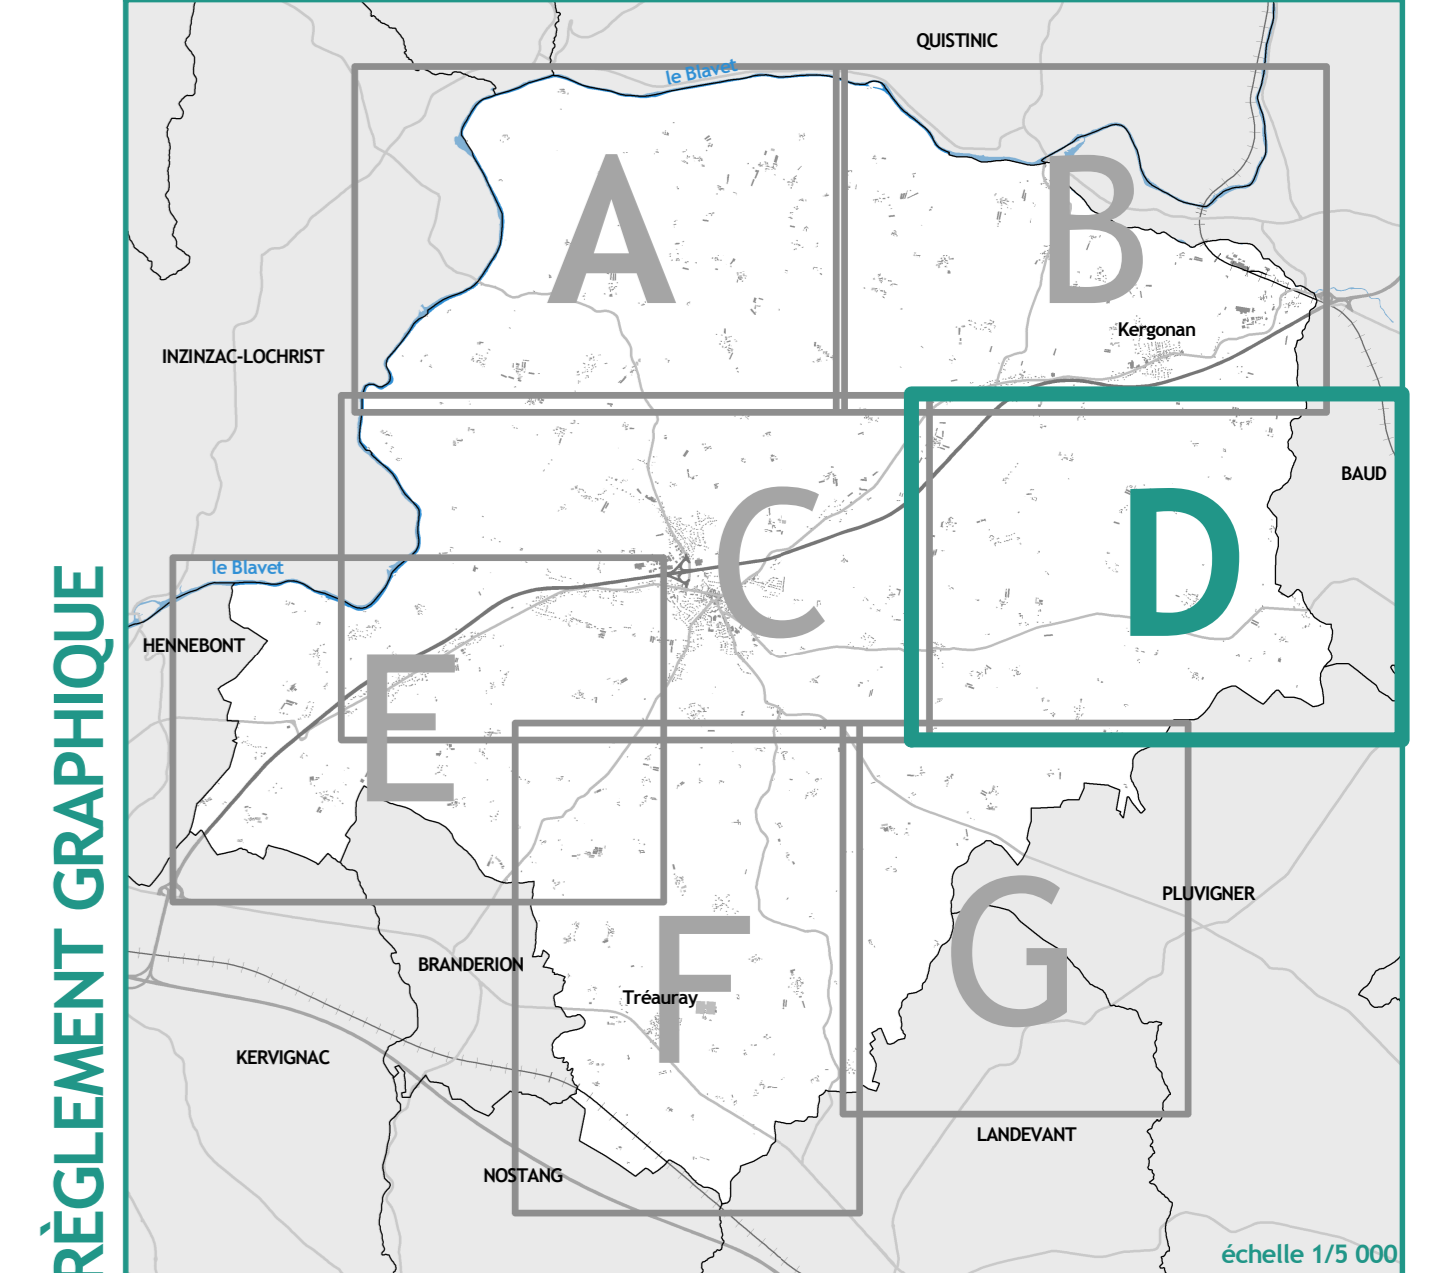 RÈGLEMENT GRAPHIQUE
QUISTINIC
le Blavet
A
B
Kergonan
INZINZAC-LOCHRIST
BAUD
C
D
le Blavet
HENNEBONT
E
PLUVIGNER
F
G
BRANDERION
Tréauray
KERVIGNAC
LANDEVANT
NOSTANG
échelle 1/5 000